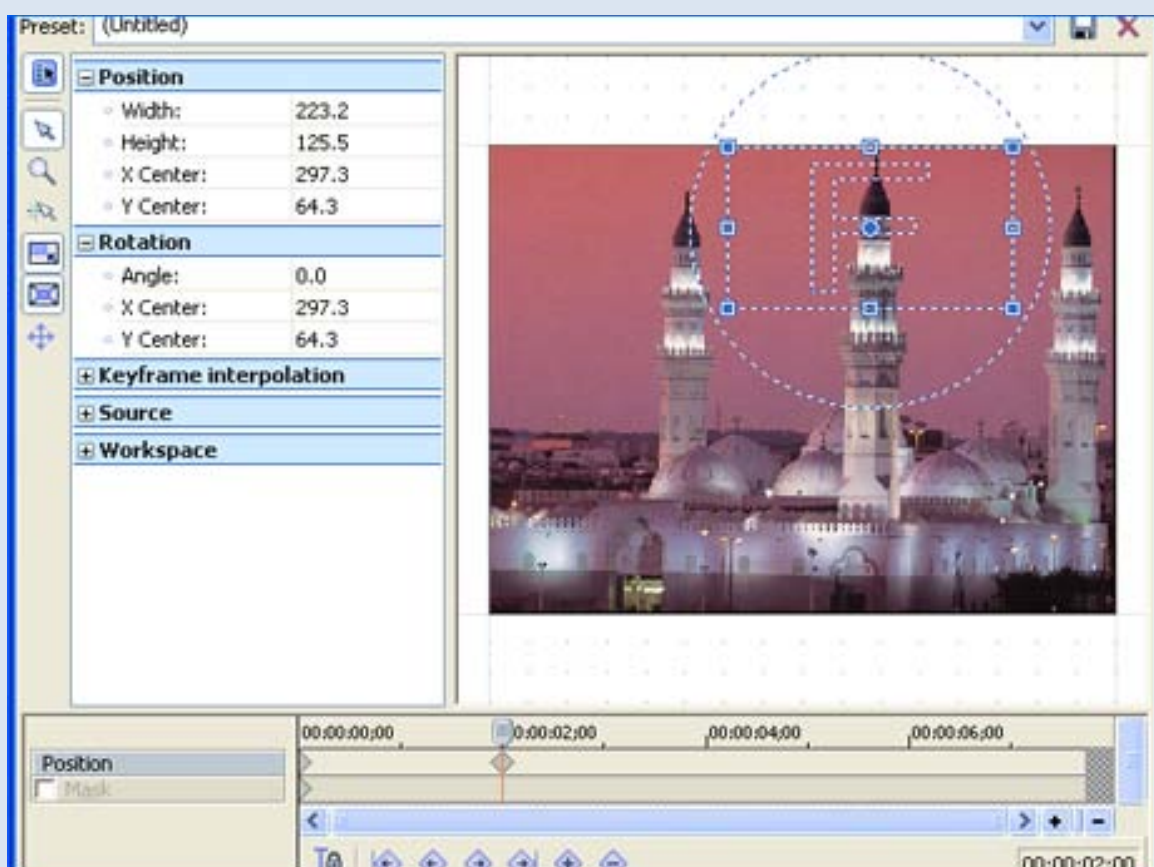 Preset: (Untitled)
Position
Width: 223.2
Height: 125.5
X Center: 297.3
Y Center: 64.3
Rotation
Angle: 0.0
X Center: 297.3
Y Center: 64.3
Keyframe interpolation
Source
Workspace
F
00:00:00;00 0:00:02;00 00:00:04;00 00:00:06;00
Position
Mask
00:00:02;00